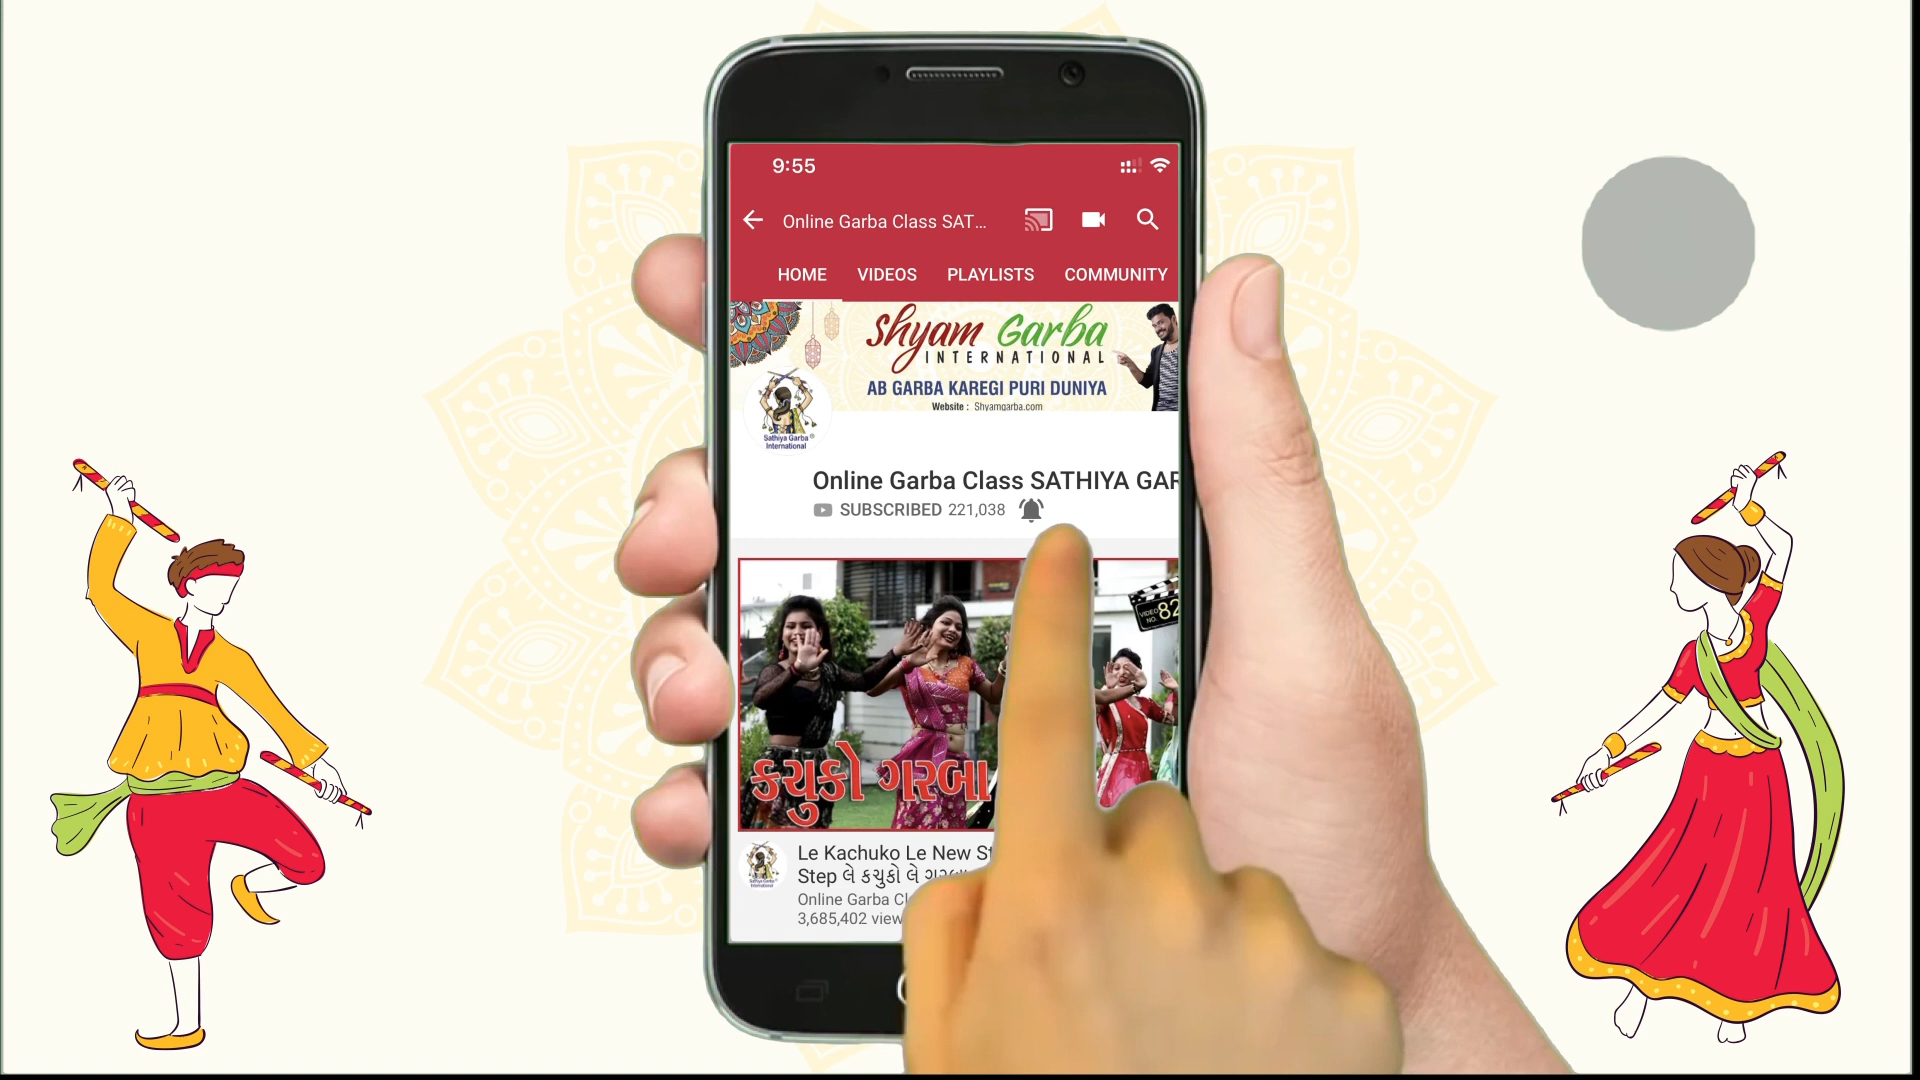 9:55
Online Garba Class SAT...
HOME VIDEOS PLAYLISTS COMMUNITY
Shyam Garba
INTERNATIONAL
AB GARBA KAREGI PURI DUNIYA
Website : Shyamgarba.com
Sathiya Garba
International
Online Garba Class SATHIYA GAR
SUBSCRIBED 221,038
VIDEO NO. 82
કચુકો ગરબા
Le Kachuko Le New St
Step લે કચુકો લે
Online Garba Cl
3,685,402 view